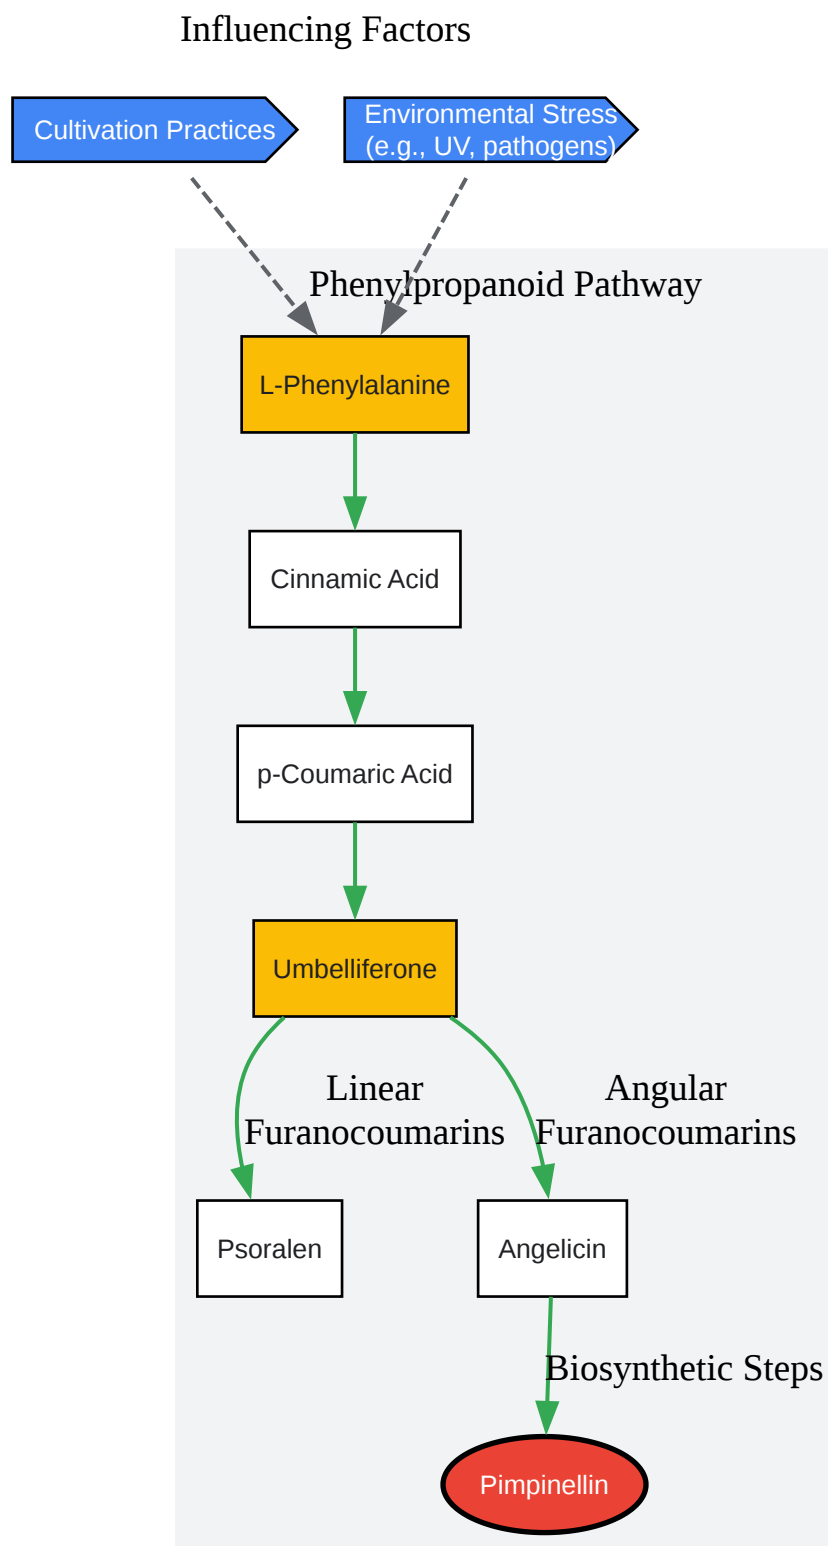 Influencing Factors
Cultivation Practices
Environmental Stress
(e.g., UV, pathogens)
Phenylpropanoid Pathway
L-Phenylalanine
Cinnamic Acid
p-Coumaric Acid
Umbelliferone
Linear
Furanocoumarins
Angular
Furanocoumarins
Psoralen
Angelicin
Biosynthetic Steps
Pimpinellin